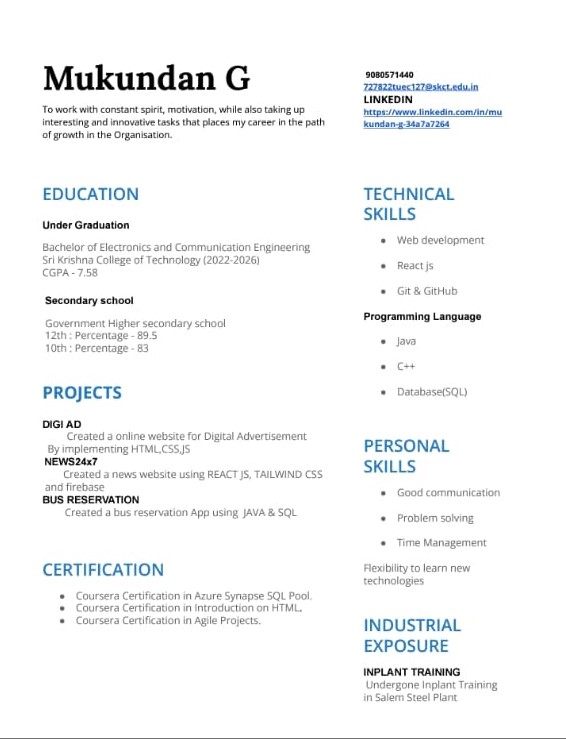 Mukundan G
To work with constant spirit, motivation, while also taking up
interesting and innovative tasks that places my career in the path
of growth in the Organisation.
9080571440
727822tuec127@skct.edu.in
LINKEDIN
https://www.linkedin.com/in/mu
kundan-g-34a7a7264
EDUCATION
Under Graduation
Bachelor of Electronics and Communication Engineering
Sri Krishna College of Technology (2022-2026)
CGPA - 7.58
Secondary school
Government Higher secondary school
12th : Percentage - 89.5
10th : Percentage - 83
PROJECTS
DIGI AD
Created a online website for Digital Advertisement
By implementing HTML,CSS,JS
NEWS24x7
Created a news website using REACT JS, TAILWIND CSS
and firebase
BUS RESERVATION
Created a bus reservation App using JAVA & SQL
CERTIFICATION
● Coursera Certification in Azure Synapse SQL Pool.
● Coursera Certification in Introduction on HTML.
● Coursera Certification in Agile Projects.
TECHNICAL
SKILLS
● Web development
● React js
● Git & GitHub
Programming Language
● Java
● C++
● Database(SQL)
PERSONAL
SKILLS
● Good communication
● Problem solving
● Time Management
Flexibility to learn new
technologies
INDUSTRIAL
EXPOSURE
INPLANT TRAINING
Undergone Inplant Training
in Salem Steel Plant